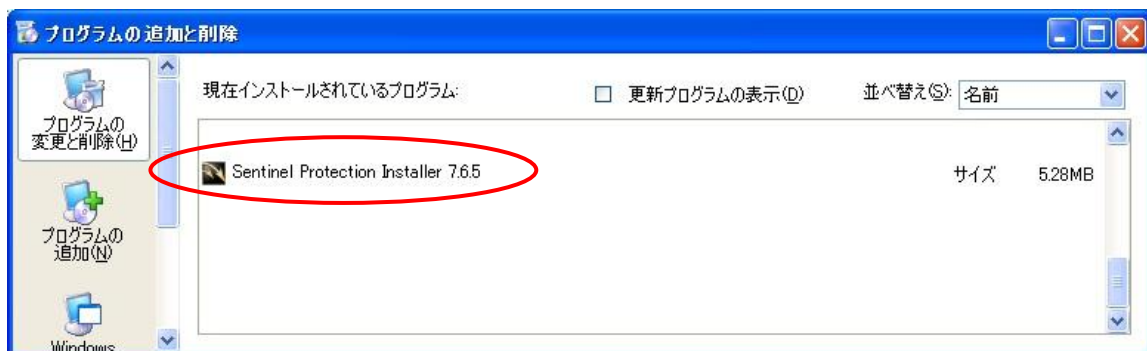 プログラムの追加と削除
プログラムの
変更と削除(H)
プログラムの
追加(N)
Windows
現在インストールされているプログラム:
更新プログラムの表示(D)
並べ替え(S): 名前
Sentinel Protection Installer 7.6.5
サイズ 5.28MB